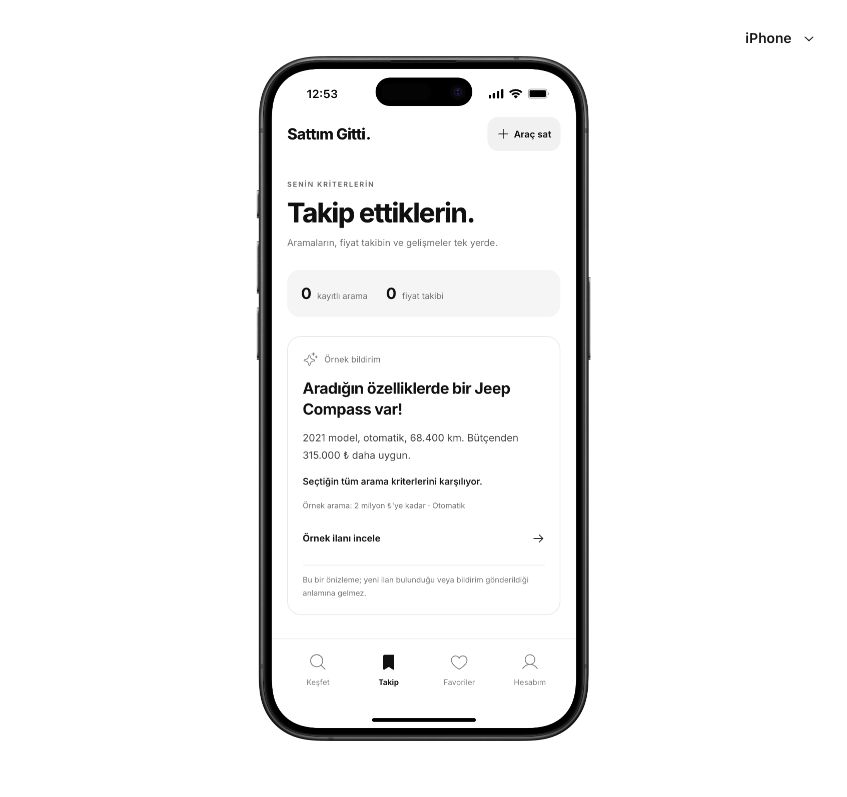 iPhone
12:53
Sattım Gitti.
Araç sat
SENİN KRİTERLERİN
Takip ettiklerin.
Aramaların, fiyat takibin ve gelişmeler tek yerde.
0 kayıtlı arama 0 fiyat takibi
Örnek bildirim
Aradığın özelliklerde bir Jeep
Compass var!
2021 model, otomatik, 68.400 km. Bütçenden
315.000 ₺ daha uygun.
Seçtiğin tüm arama kriterlerini karşılıyor.
Örnek arama: 2 milyon ₺'ye kadar · Otomatik
Örnek ilanı incele
Bu bir önizleme; yeni ilan bulunduğu veya bildirim gönderildiği
anlamına gelmez.
Keşfet Takip Favoriler Hesabım